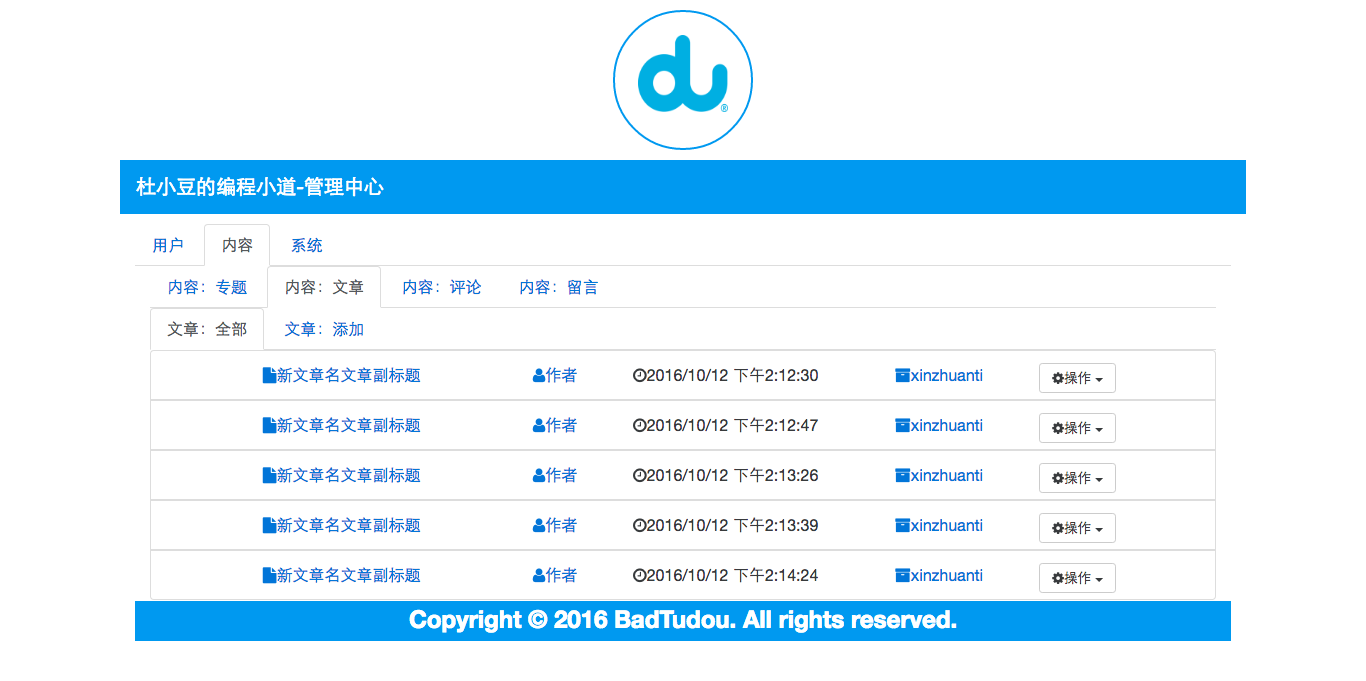 du®
杜小豆的编程小道-管理中心
用户 内容 系统
内容：专题 内容：文章 内容：评论 内容：留言
文章：全部 文章：添加
新文章名文章副标题 作者 2016/10/12 下午2:12:30 xinzhuanti 操作
新文章名文章副标题 作者 2016/10/12 下午2:12:47 xinzhuanti 操作
新文章名文章副标题 作者 2016/10/12 下午2:13:26 xinzhuanti 操作
新文章名文章副标题 作者 2016/10/12 下午2:13:39 xinzhuanti 操作
新文章名文章副标题 作者 2016/10/12 下午2:14:24 xinzhuanti 操作
Copyright © 2016 BadTudou. All rights reserved.